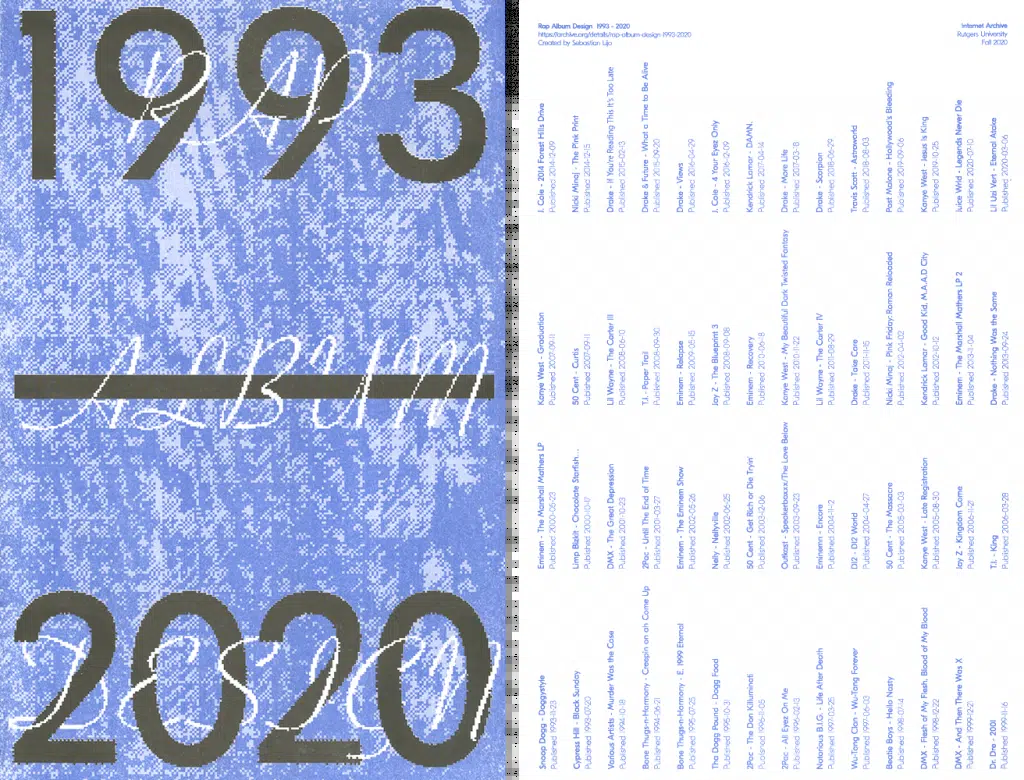 1993
RAP
ALBUM
2020
DESIGN
Rap Album Design 1993 - 2020
https://archive.org/details/rap-album-design-1993-2020
Created by Sebastian Lijo
Internet Archive
Rutgers University
Fall 2020
Snoop Dogg - Doggystyle
Published 1993-11-23
Cypress Hill - Black Sunday
Published 1993-07-20
Various Artists - Murder Was the Case
Published 1994-10-18
Bone Thugs-n-Harmony - Creepin on ah Come Up
Published 1994-06-21
Bone Thugs-n-Harmony - E. 1999 Eternal
Published 1995-07-25
Tha Dogg Pound - Dogg Food
Published 1995-10-31
2Pac - The Don Killuminati
Published 1996-11-05
2Pac - All Eyez On Me
Published 1996-02-13
Notorious B.I.G. - Life After Death
Published 1997-03-25
Wu-Tang Clan - Wu-Tang Forever
Published 1997-06-03
Beatie Boys - Hello Nasty
Published 1998-07-14
DMX - Flesh of My Flesh, Blood of My Blood
Published 1998-12-22
DMX - And Then There Was X
Published 1999-12-21
Dr. Dre - 2001
Published 1999-11-16
Eminem - The Marshall Mathers LP
Published 2000-05-23
Limp Bizkit - Chocolate Starfish...
Published 2000-10-17
DMX - The Great Depression
Published 2001-10-23
2Pac - Until The End of Time
Published 2001-03-27
Eminem - The Eminem Show
Published 2002-05-26
Nelly - Nellyville
Published 2002-06-25
50 Cent - Get Rich or Die Tryin'
Published 2003-12-06
Outkast - Speakerboxxx/The Love Below
Published 2003-09-23
Eminemn - Encore
Published 2004-11-12
D12 - D12 World
Published 2004-04-27
50 Cent - The Massacre
Published 2005-03-03
Kanye West - Late Registration
Published 2005-08-30
Jay Z - Kingdom Come
Published 2006-11-21
T.I. - King
Published 2006-03-28
Kanye West - Graduation
Published 2007-09-11
50 Cent - Curtis
Published 2007-09-11
Lil Wayne - The Carter III
Published 2008-06-10
T.I. - Paper Trail
Published 2008-09-30
Eminem - Relapse
Published 2009-05-15
Jay Z - The Blueprint 3
Published 2009-09-08
Eminem - Recovery
Published 2010-06-18
Kanye West - My Beautiful Dark Twisted Fantasy
Published 2010-11-22
Lil Wayne - The Carter IV
Published 2011-08-29
Drake - Take Care
Published 2011-11-15
Nicki Minaj - Pink Friday: Roman Reloaded
Published 2012-04-02
Kendrick Lamar - Good Kid, M.A.A.D City
Published 2012-10-12
Eminem - The Marshall Mathers LP 2
Published 2013-11-04
Drake - Nothing Was the Same
Published 2013-09-24
J. Cole - 2014 Forest Hills Drive
Published 2014-12-09
Nicki Minaj - The Pink Print
Published 2014-12-15
Drake - If You're Reading This It's Too Late
Published 2015-02-13
Drake & Future - What a Time to Be Alive
Published 2015-09-20
Drake - Views
Published 2016-04-29
J. Cole - 4 Your Eyez Only
Published 2016-12-09
Kendrick Lamar - DAMN.
Published 2017-04-14
Drake - More Life
Published 2017-03-18
Drake - Scorpion
Published 2018-06-29
Travis Scott - Astroworld
Published 2018-08-03
Post Malone - Hollywood's Bleeding
Published 2019-09-06
Kanye West - Jesus is King
Published 2019-10-25
Juice Wrld - Legends Never Die
Published 2020-07-10
Lil Uzi Vert - Eternal Atake
Published 2020-03-06